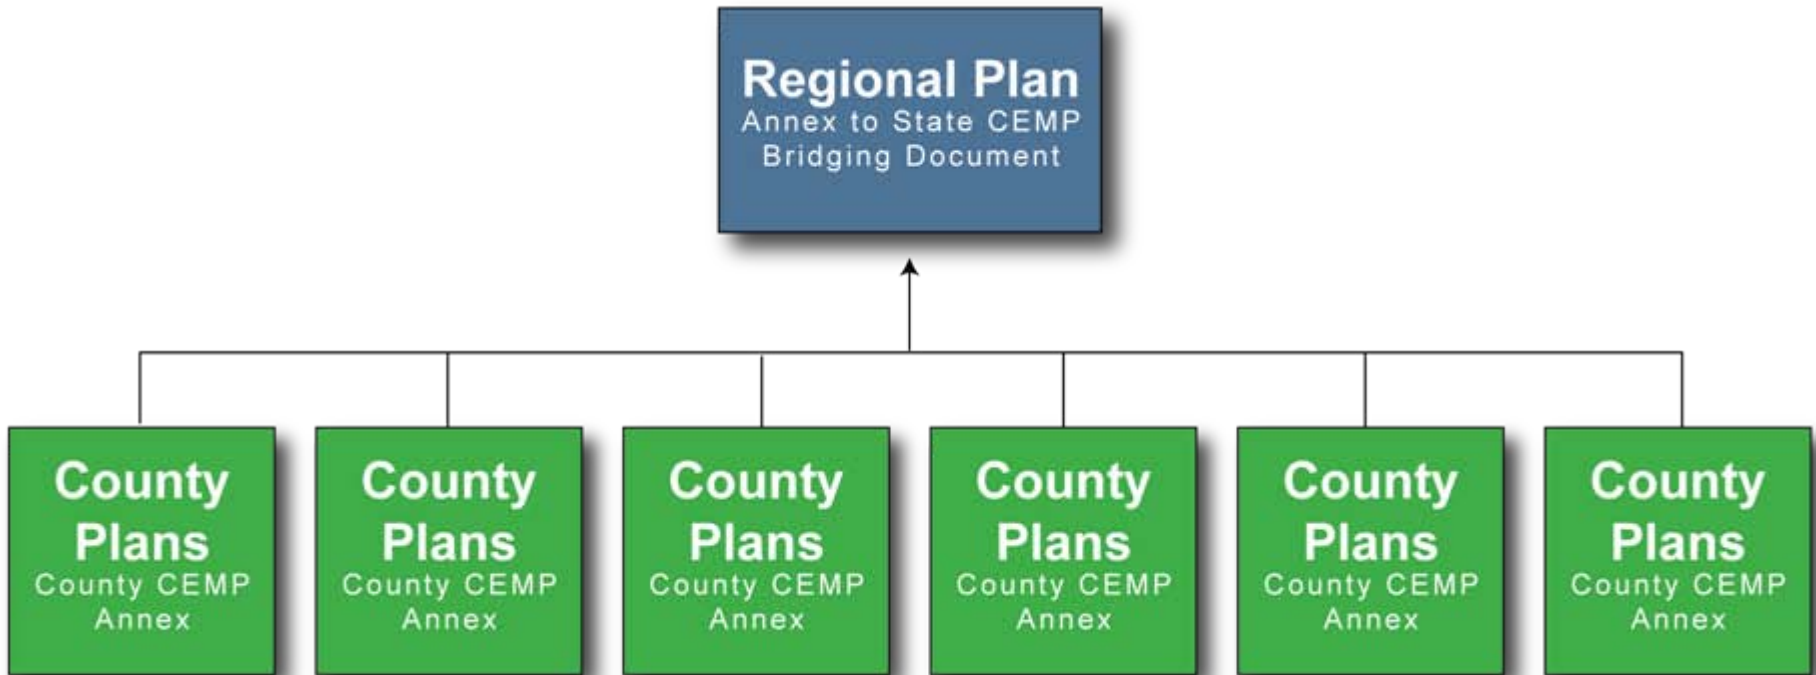 Regional Plan
Annex to State CEMP
Bridging Document
County
Plans
County CEMP
Annex
County
Plans
County CEMP
Annex
County
Plans
County CEMP
Annex
County
Plans
County CEMP
Annex
County
Plans
County CEMP
Annex
County
Plans
County CEMP
Annex